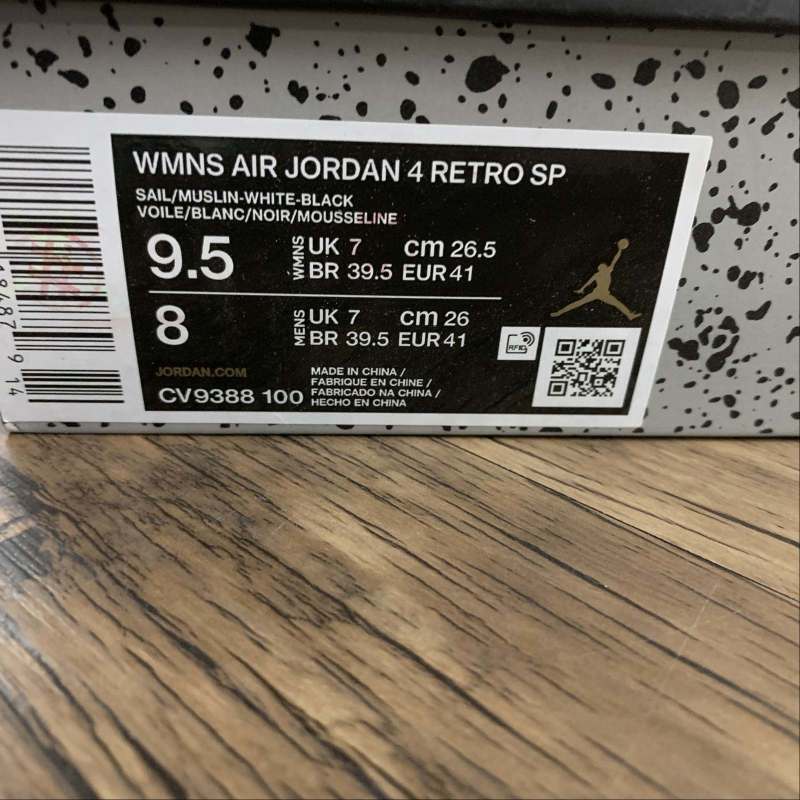 WMNS AIR JORDAN 4 RETRO SP
SAIL/MUSLIN-WHITE-BLACK
VOILE/BLANC/NOIR/MOUSSELINE
9.5 WMNS UK 7 cm 26.5
BR 39.5 EUR 41
8 MENS UK 7 cm 26
BR 39.5 EUR 41
RFID
JORDAN.COM
CV9388 100
MADE IN CHINA /
FABRIQUE EN CHINE /
FABRICADO NA CHINA /
HECHO EN CHINA